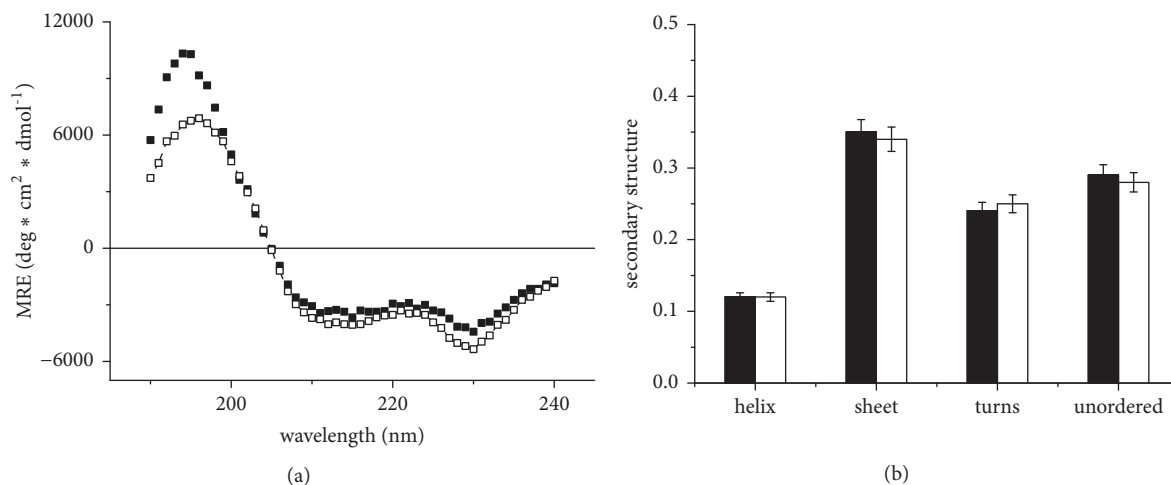 12000
6000
0
−6000
MRE (deg * cm² * dmol⁻¹)
200
220
240
wavelength (nm)
(a)
0.5
0.4
0.3
0.2
0.1
0.0
secondary structure
helix
sheet
turns
unordered
(b)